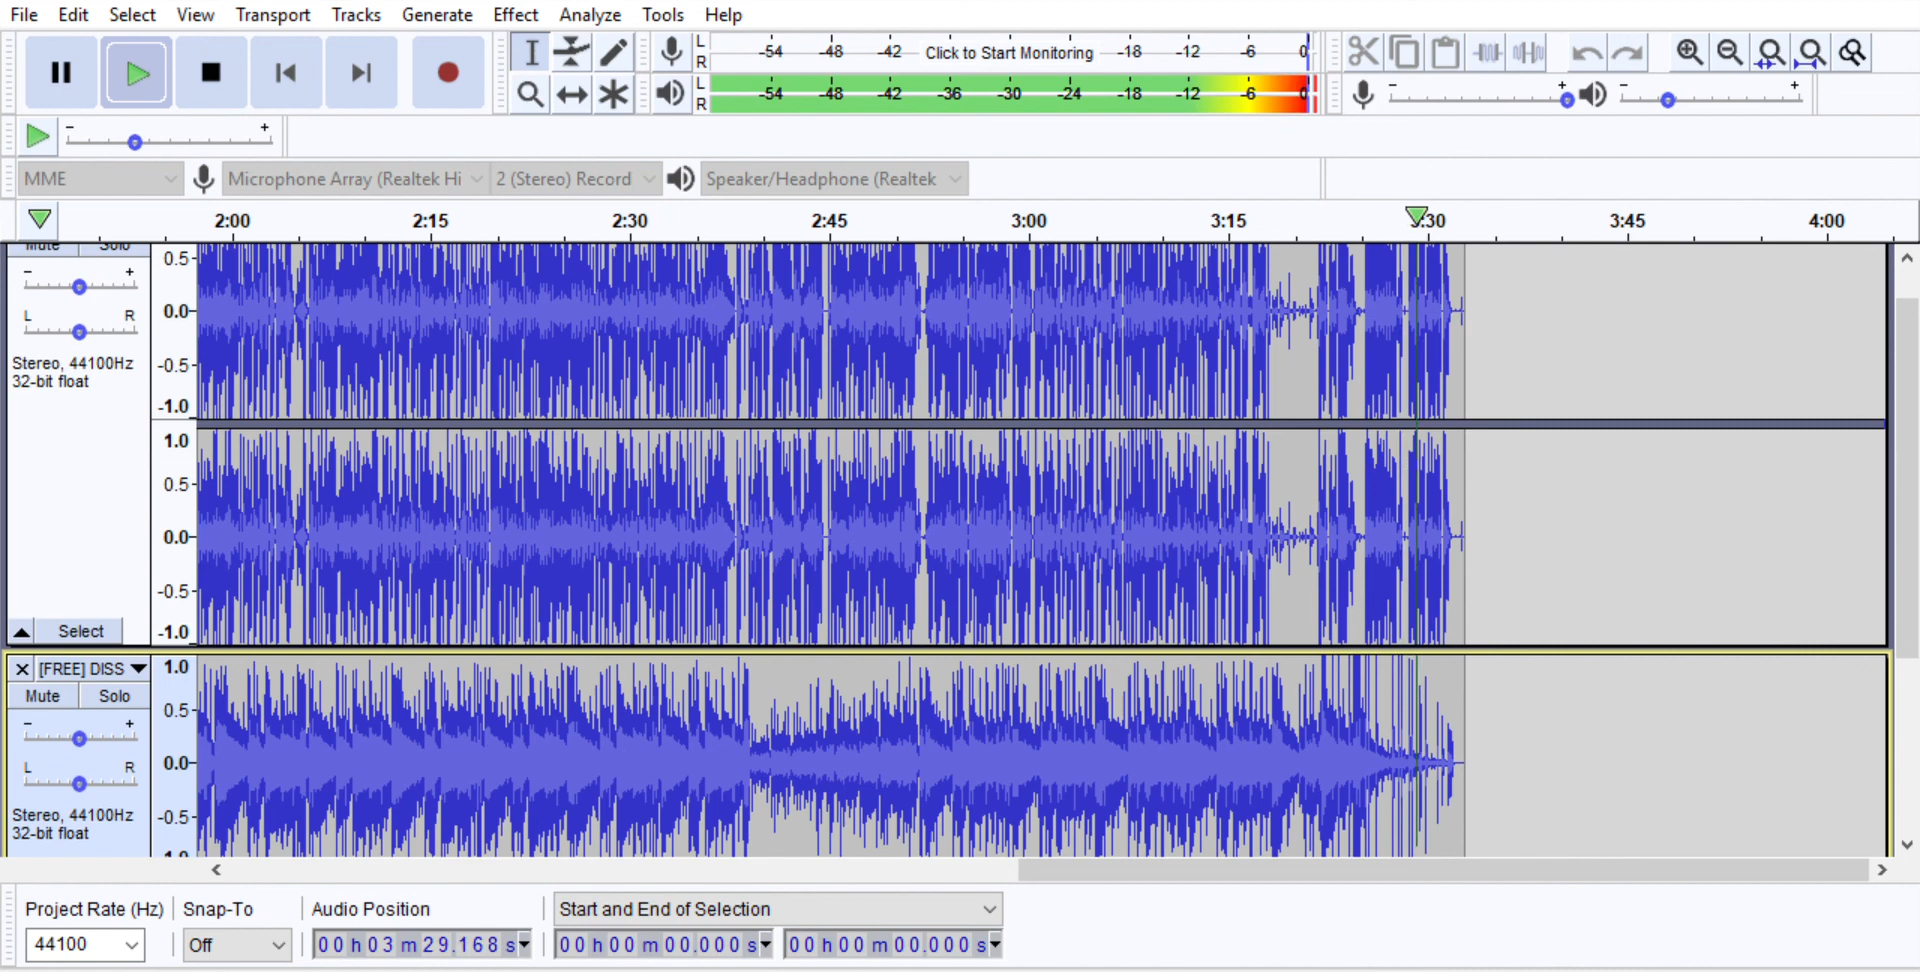 File Edit Select View Transport Tracks Generate Effect Analyze Tools Help
L R -54 -48 -42 Click to Start Monitoring -18 -12 -6 0
L R -54 -48 -42 -36 -30 -24 -18 -12 -6 0
- + - +
- +
MME Microphone Array (Realtek Hi 2 (Stereo) Record Speaker/Headphone (Realtek
2:00 2:15 2:30 2:45 3:00 3:15 :30 3:45 4:00
Mute Solo
- +
L R
Stereo, 44100Hz
32-bit float
Select
0.5
0.0
-0.5
-1.0
1.0
0.5
0.0
-0.5
-1.0
X [FREE] DISS
Mute Solo
- +
L R
Stereo, 44100Hz
32-bit float
1.0
0.5
0.0
-0.5
Project Rate (Hz) Snap-To Audio Position Start and End of Selection
44100 Off 00 h 03 m 29.168 s 00 h 00 m 00.000 s 00 h 00 m 00.000 s